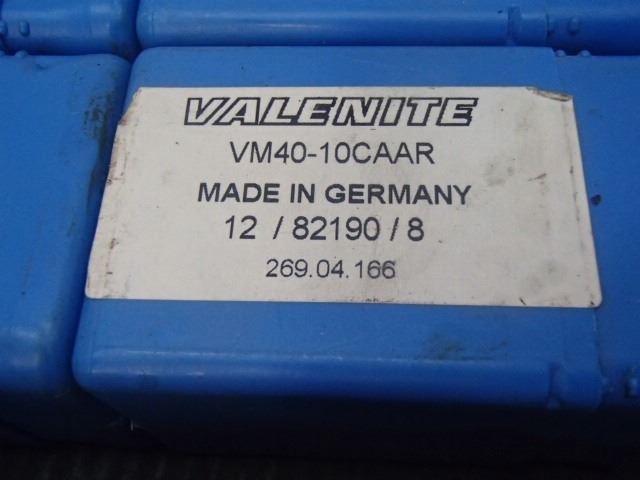 VALENITE
VM40-10CAAR
MADE IN GERMANY
12 / 82190 / 8
269.04.166